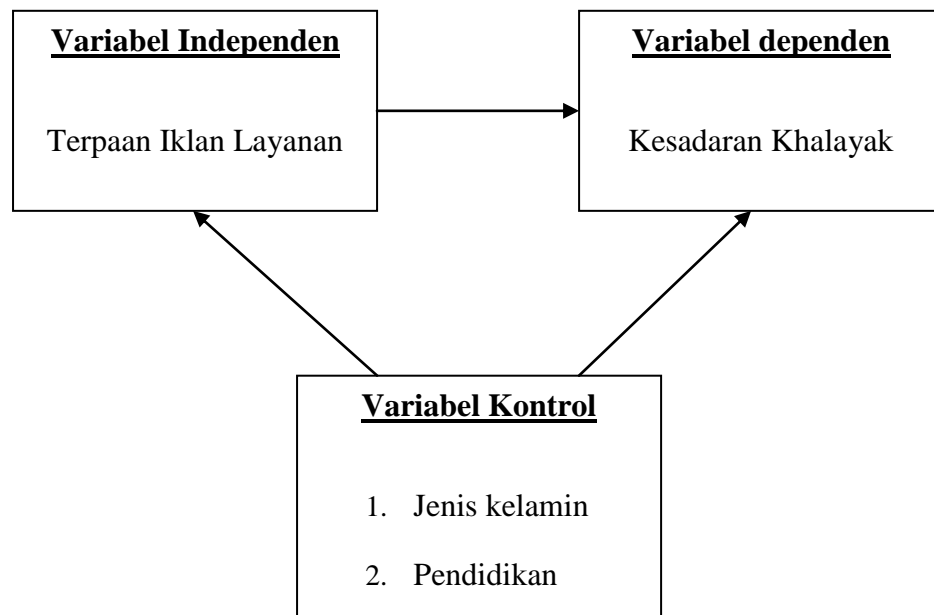 Variabel Independen
Terpaan Iklan Layanan
Variabel dependen
Kesadaran Khalayak
Variabel Kontrol
1. Jenis kelamin
2. Pendidikan